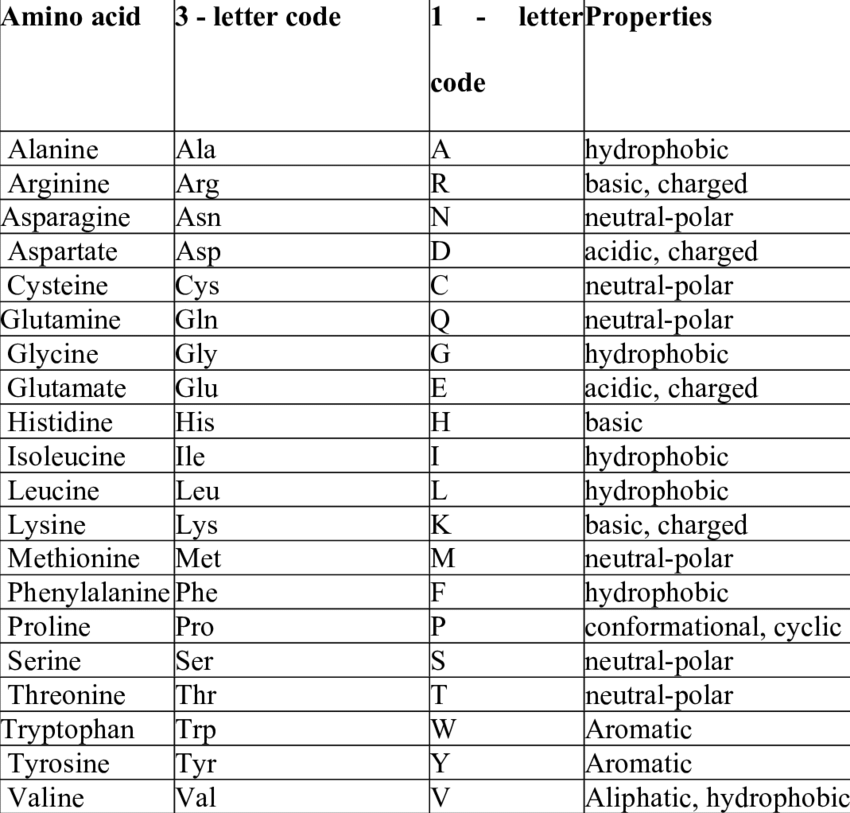 Amino acid 3 - letter code 1 - letter Properties
code
Alanine Ala A hydrophobic
Arginine Arg R basic, charged
Asparagine Asn N neutral-polar
Aspartate Asp D acidic, charged
Cysteine Cys C neutral-polar
Glutamine Gln Q neutral-polar
Glycine Gly G hydrophobic
Glutamate Glu E acidic, charged
Histidine His H basic
Isoleucine Ile I hydrophobic
Leucine Leu L hydrophobic
Lysine Lys K basic, charged
Methionine Met M neutral-polar
Phenylalanine Phe F hydrophobic
Proline Pro P conformational, cyclic
Serine Ser S neutral-polar
Threonine Thr T neutral-polar
Tryptophan Trp W Aromatic
Tyrosine Tyr Y Aromatic
Valine Val V Aliphatic, hydrophobic